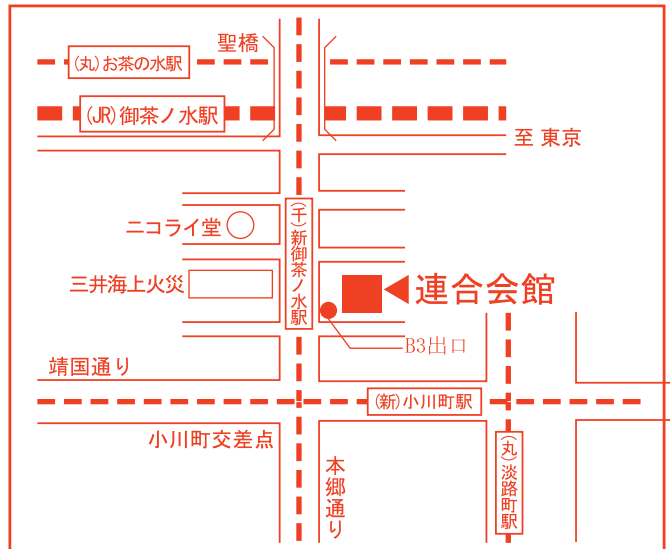 聖橋
(丸)お茶の水駅
(JR)御茶ノ水駅
至 東京
ニコライ堂
(千)新御茶ノ水駅
三井海上火災
連合会館
B3出口
靖国通り
(新)小川町駅
小川町交差点
(丸)淡路町駅
本郷通り